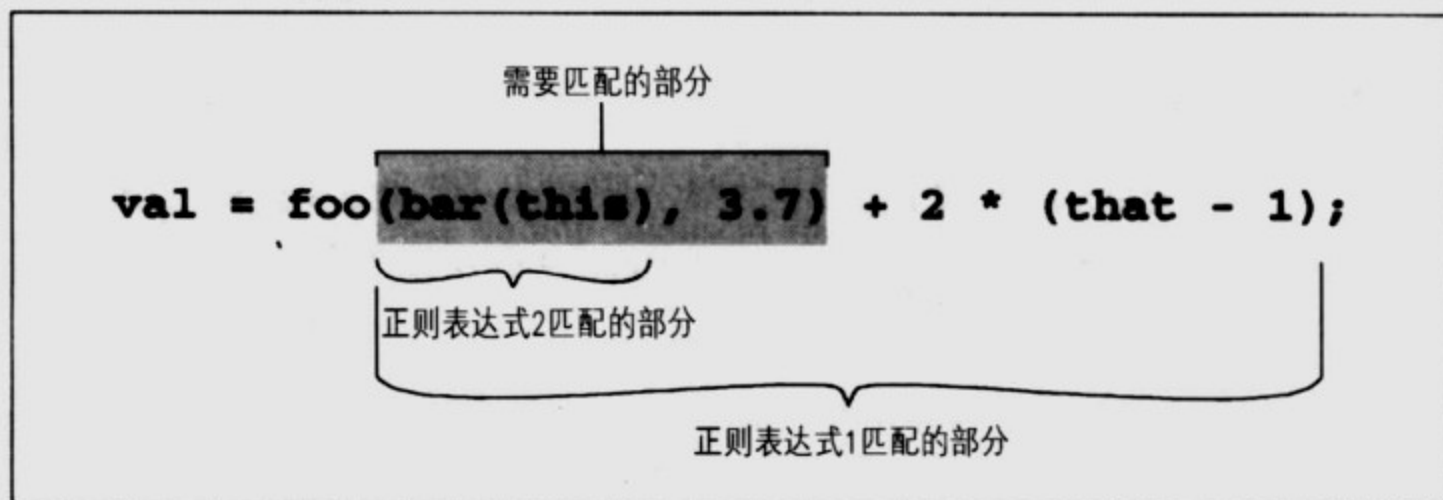 需要匹配的部分
val = foo(bar(this), 3.7) + 2 * (that - 1);
正则表达式2匹配的部分
正则表达式1匹配的部分